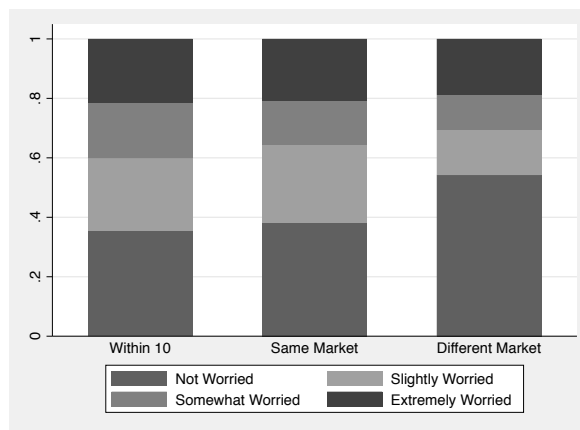 1
.8
.6
.4
.2
0
Within 10 Same Market Different Market
Not Worried Slightly Worried
Somewhat Worried Extremely Worried